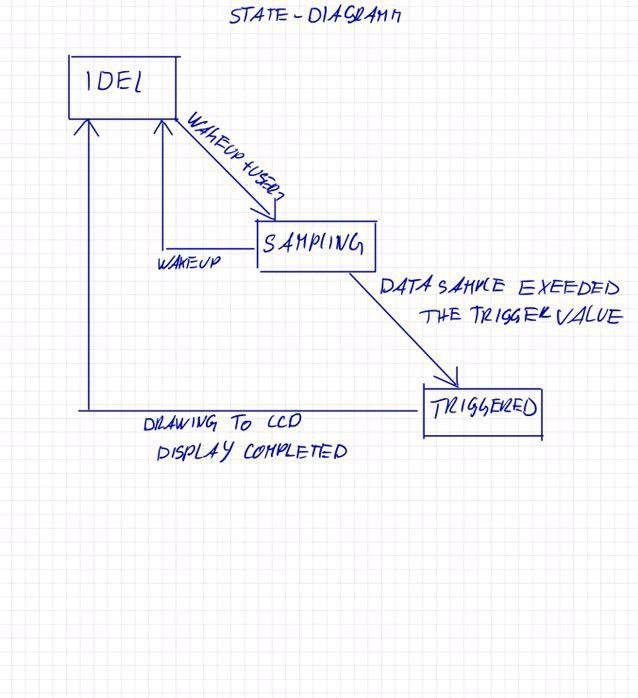 STATE-DIAGRAMM
IDEL
WAKEUP + USER?
SAMPLING
WAKEUP
DATA SAMPLE EXEEDED
THE TRIGGER VALUE
TRIGGERED
DRAWING TO LCD
DISPLAY COMPLETED